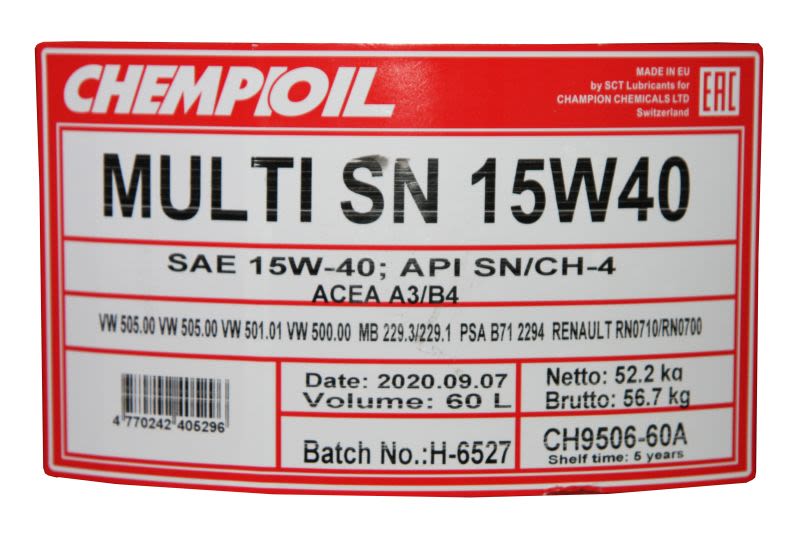 CHEMPIOIL
MADE IN EU
by SCT Lubricants for
CHAMPION CHEMICALS LTD
Switzerland
EAC
MULTI SN 15W40
SAE 15W-40; API SN/CH-4
ACEA A3/B4
VW 505.00 VW 505.00 VW 501.01 VW 500.00 MB 229.3/229.1 PSA B71 2294 RENAULT RN0710/RN0700
4 770242 405296
Date: 2020.09.07
Volume: 60 L
Batch No.:H-6527
Netto: 52.2 kg
Brutto: 56.7 kg
CH9506-60A
Shelf time: 5 years